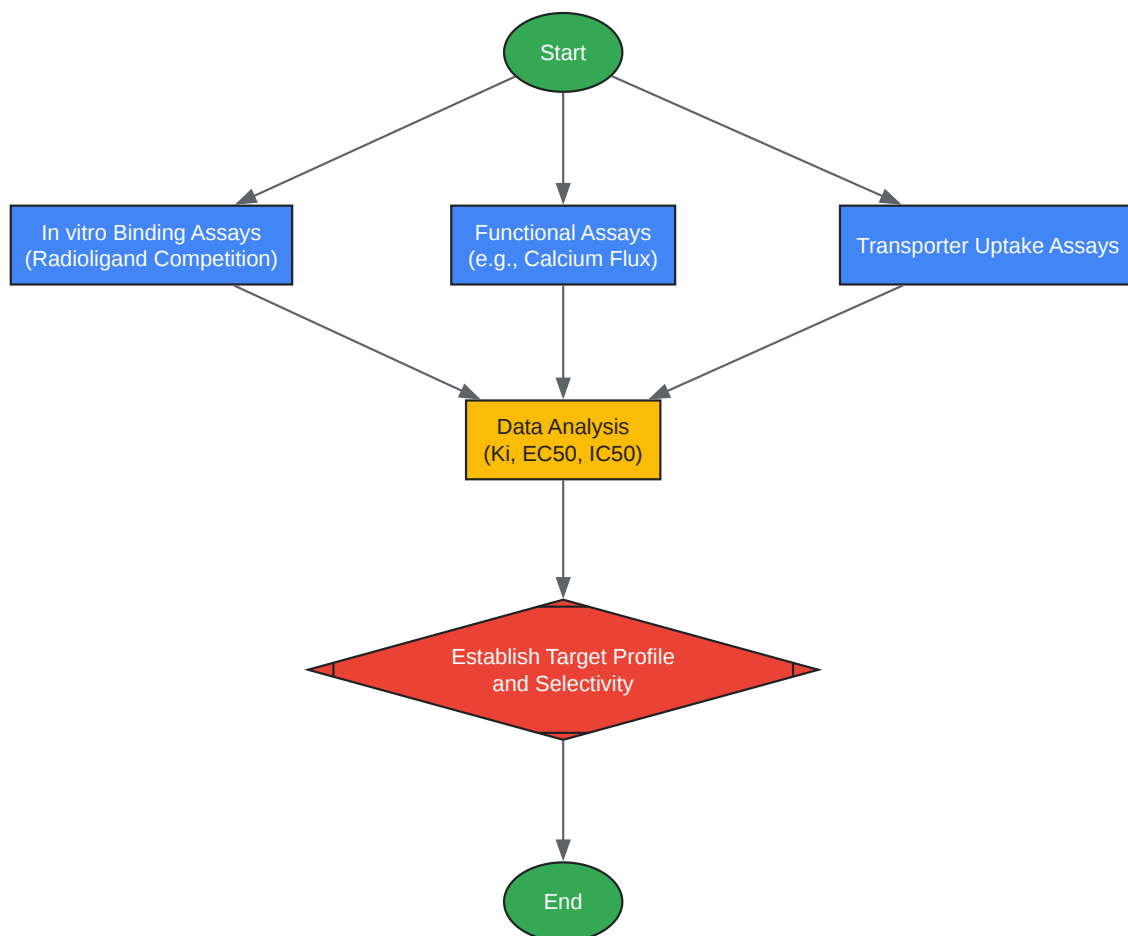 Start
In vitro Binding Assays
(Radioligand Competition)
Functional Assays
(e.g., Calcium Flux)
Transporter Uptake Assays
Data Analysis
(Ki, EC50, IC50)
Establish Target Profile
and Selectivity
End